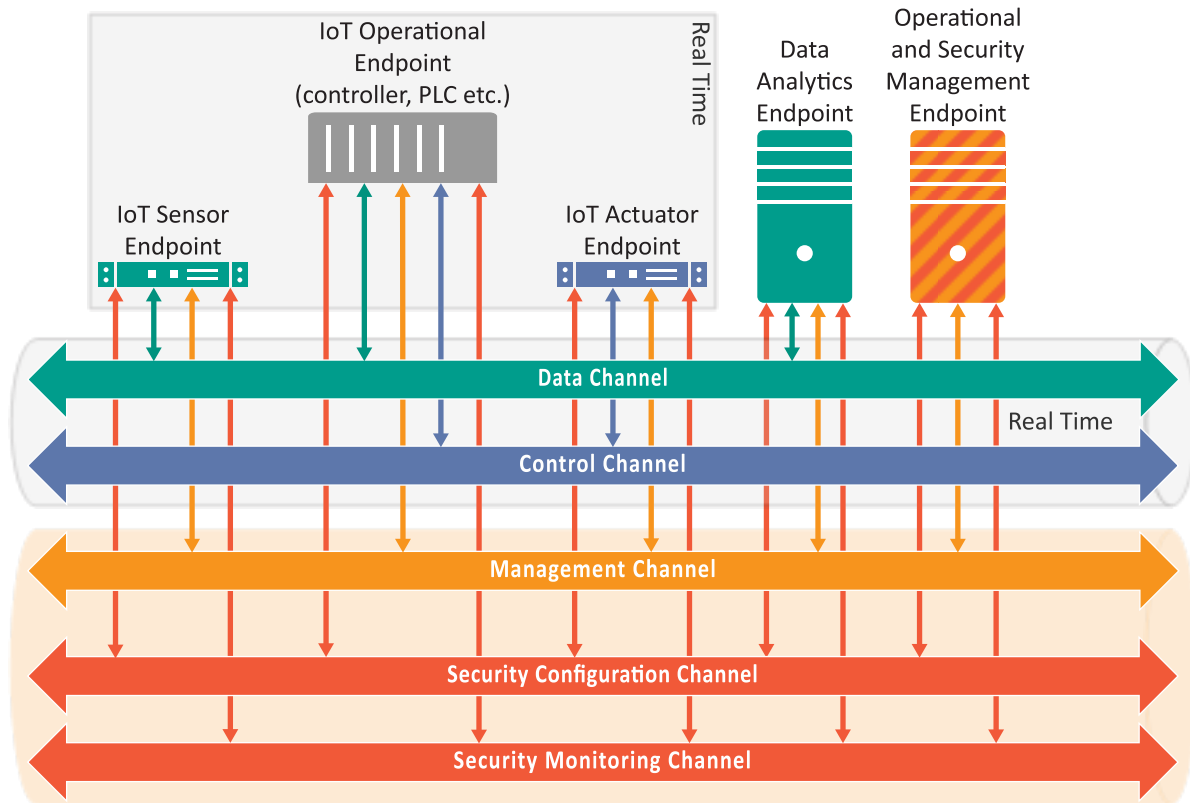 IoT Operational
Endpoint
(controller, PLC etc.)
Real Time
Data
Analytics
Endpoint
Operational
and Security
Management
Endpoint
IoT Sensor
Endpoint
IoT Actuator
Endpoint
Data Channel
Real Time
Control Channel
Management Channel
Security Configuration Channel
Security Monitoring Channel